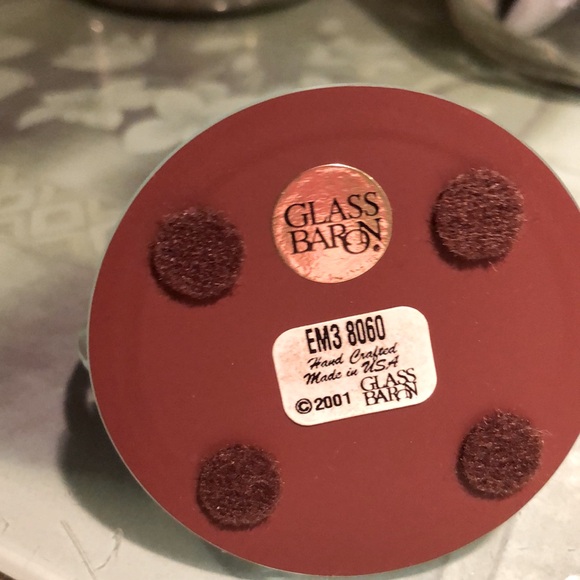 GLASS
BARON®
EM3 8060
Hand Crafted
Made in USA
© 2001 GLASS
BARON